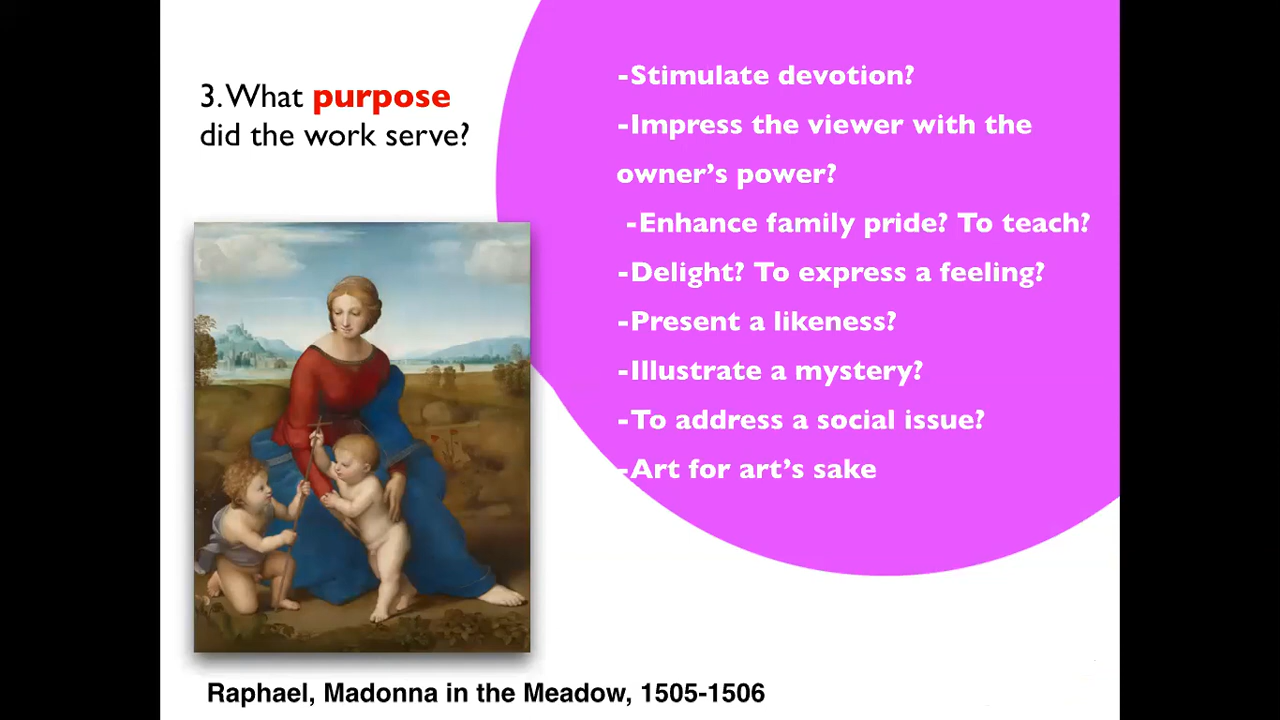 3. What purpose
did the work serve?
-Stimulate devotion?
-Impress the viewer with the
owner’s power?
-Enhance family pride? To teach?
-Delight? To express a feeling?
-Present a likeness?
-Illustrate a mystery?
-To address a social issue?
-Art for art’s sake
Raphael, Madonna in the Meadow, 1505-1506